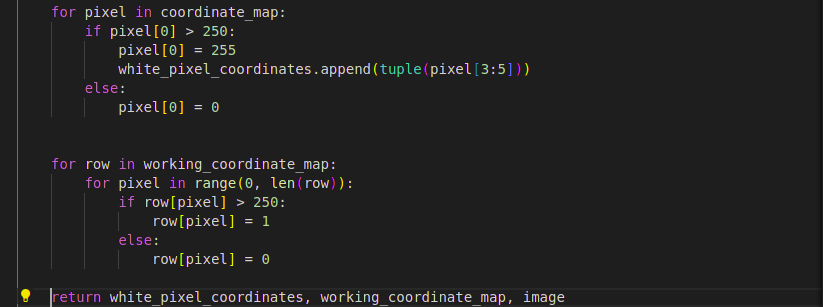 for pixel in coordinate_map:
    if pixel[0] > 250:
        pixel[0] = 255
        white_pixel_coordinates.append(tuple(pixel[3:5]))
    else:
        pixel[0] = 0
for row in working_coordinate_map:
    for pixel in range(0, len(row)):
        if row[pixel] > 250:
            row[pixel] = 1
        else:
            row[pixel] = 0
return white_pixel_coordinates, working_coordinate_map, image